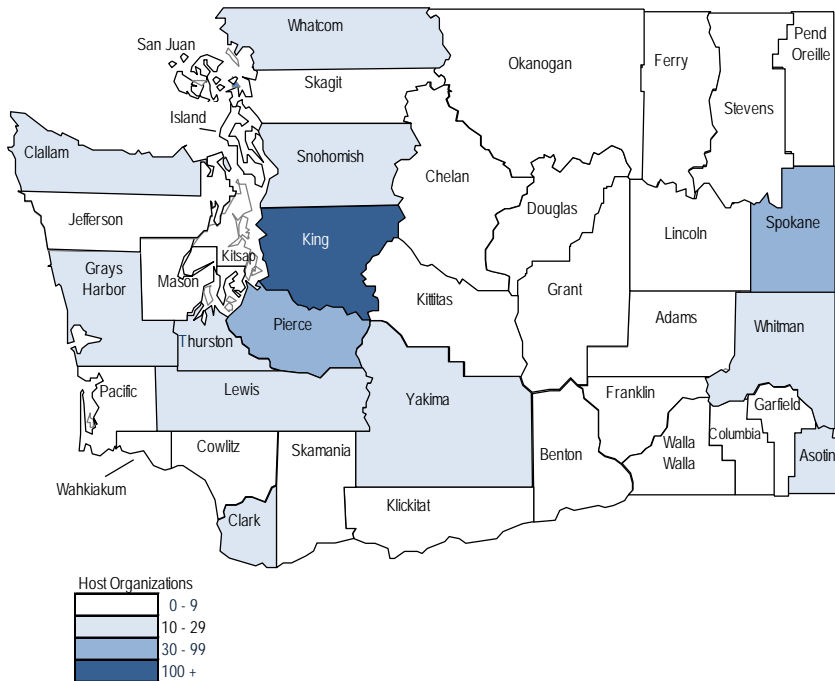 Whatcom
San Juan
Skagit
Okanogan
Ferry
Pend
Oreille
Stevens
Island
Clallam
Snohomish
Chelan
Jefferson
Douglas
Lincoln
Spokane
King
Kitsap
Grays
Harbor
Mason
Kittitas
Grant
Adams
Whitman
Pierce
Thurston
Pacific
Lewis
Yakima
Franklin
Garfield
Cowlitz
Skamania
Benton
Walla
Walla
Columbia
Asotin
Wahkiakum
Clark
Klickitat
Host Organizations
0 - 9
10 - 29
30 - 99
100 +